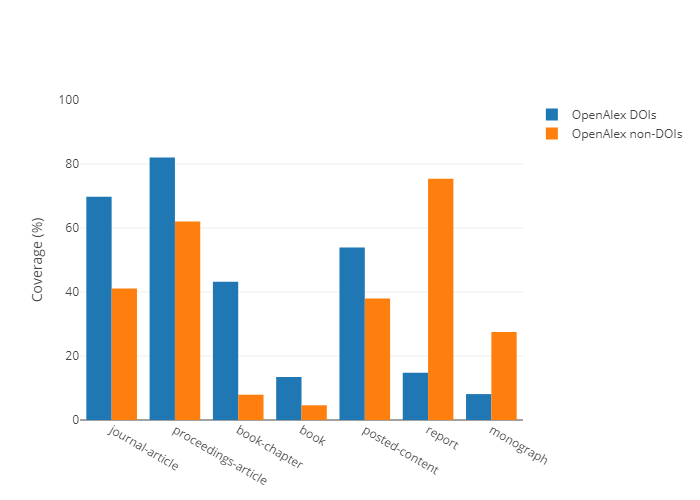 100
80
60
40
20
0
Coverage (%)
journal-article
proceedings-article
book-chapter
book
posted-content
report
monograph
OpenAlex DOIs
OpenAlex non-DOIs